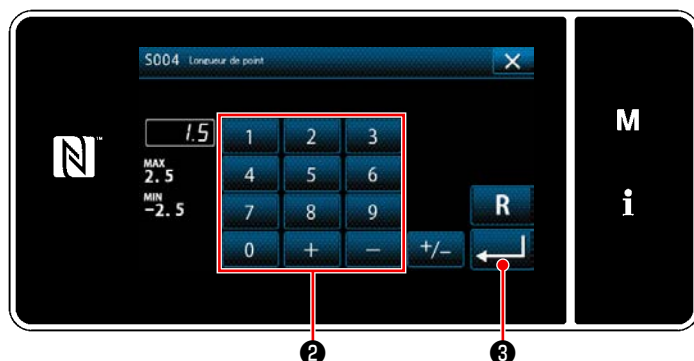 S004 Longueur de point
1.5
1 2 3
MAX
2.5
4 5 6
MIN
-2.5
7 8 9
R
0 + − +/−
M
i
N
™
❷ ❸